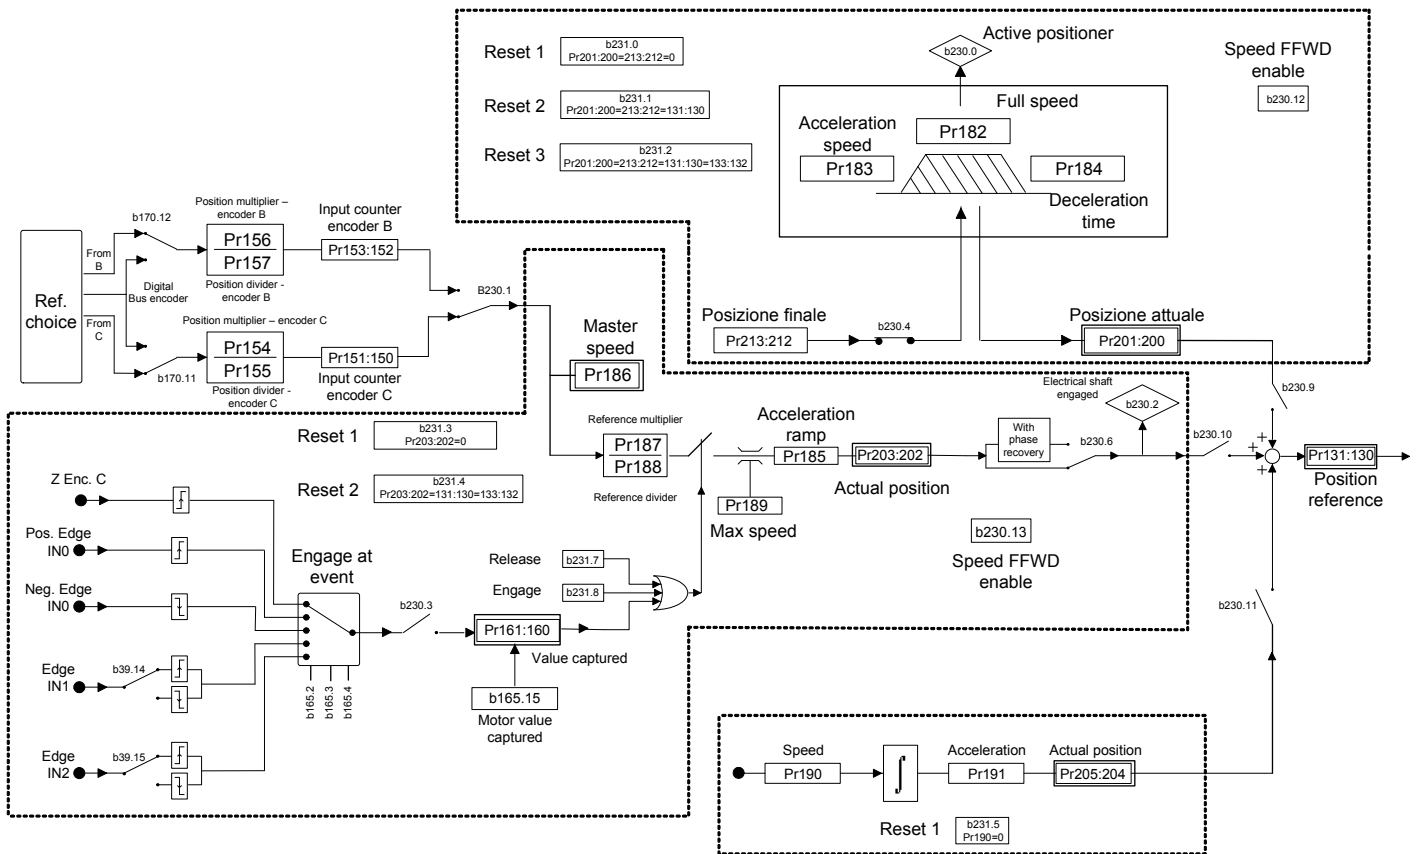 Reset 1
b231.0
Pr201:200=213:212=0
Reset 2
b231.1
Pr201:200=213:212=131:130
Reset 3
b231.2
Pr201:200=213:212=131:130=133:132
Active positioner
b230.0
Speed FFWD
enable
b230.12
Full speed
Pr182
Acceleration
speed
Pr183
Pr184
Deceleration
time
Posizione finale
Pr213:212
b230.4
Posizione attuale
Pr201:200
b230.9
Ref.
choice
From
B
From
C
b170.12
Digital
Bus encoder
b170.11
Position multiplier –
encoder B
Pr156
Pr157
Position divider -
encoder B
Input counter
encoder B
Pr153:152
Position multiplier – encoder C
Pr154
Pr155
Position divider -
encoder C
Pr151:150
Input counter
encoder C
B230.1
Master
speed
Pr186
Reset 1
b231.3
Pr203:202=0
Reset 2
b231.4
Pr203:202=131:130=133:132
Reference multiplier
Pr187
Pr188
Reference divider
Acceleration
ramp
Pr185
Pr189
Max speed
Pr203:202
Actual position
With
phase
recovery
b230.6
Electrical shaft
engaged
b230.2
b230.10
b230.13
Speed FFWD
enable
+
+
+
+
Pr131:130
Position
reference
b230.11
Z Enc. C
Pos. Edge
IN0
Neg. Edge
IN0
Edge
IN1
b39.14
Edge
IN2
b39.15
Engage at
event
b165.2
b165.3
b165.4
b230.3
Pr161:160
Value captured
b165.15
Motor value
captured
Release
b231.7
Engage
b231.8
Speed
Pr190
Acceleration
Pr191
Actual position
Pr205:204
Reset 1
b231.5
Pr190=0